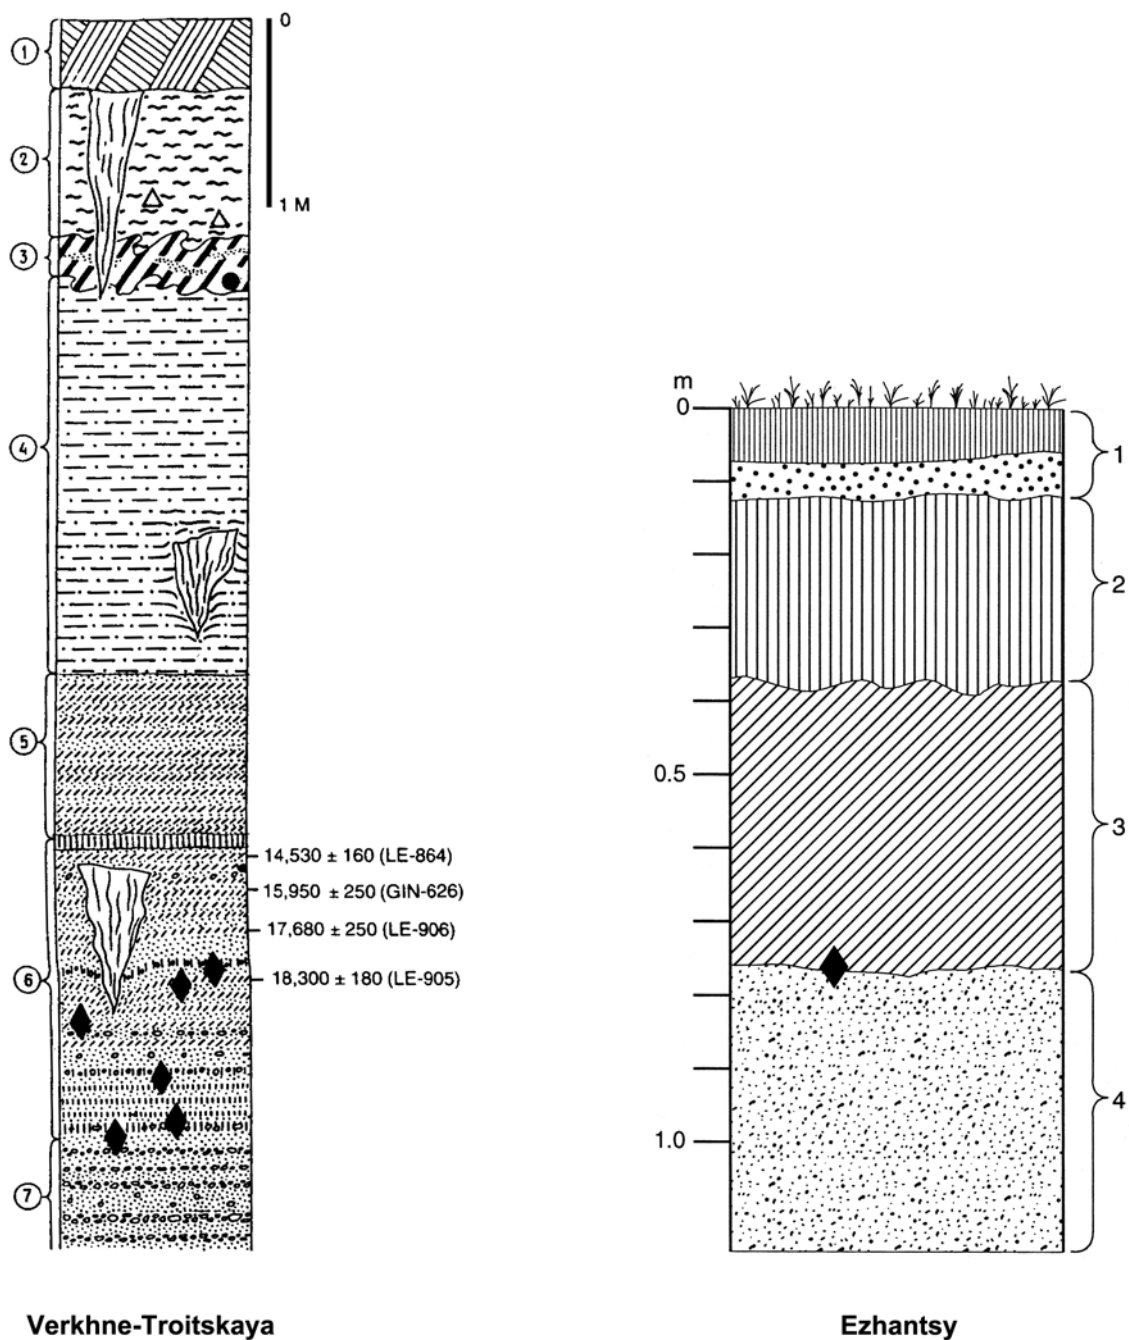 0
1
2
1 M
3
4
5
14,530 ± 160 (LE-864)
15,950 ± 250 (GIN-626)
17,680 ± 250 (LE-906)
6
18,300 ± 180 (LE-905)
7
Verkhne-Troitskaya
m
0
1
2
0.5
3
1.0
4
Ezhantsy